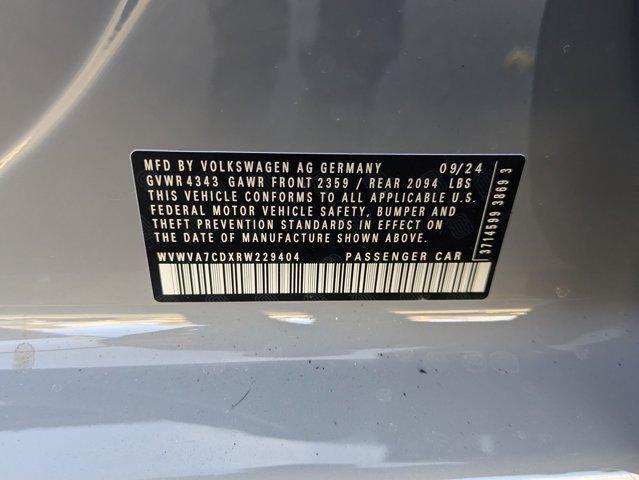 MFD BY VOLKSWAGEN AG GERMANY 09/24
GVWR 4343 GAWR FRONT 2359 / REAR 2094 LBS
THIS VEHICLE CONFORMS TO ALL APPLICABLE U.S.
FEDERAL MOTOR VEHICLE SAFETY, BUMPER AND
THEFT PREVENTION STANDARDS IN EFFECT ON
THE DATE OF MANUFACTURE SHOWN ABOVE.
WVWVA7CDXRW229404 PASSENGER CAR
3714599 3869 3